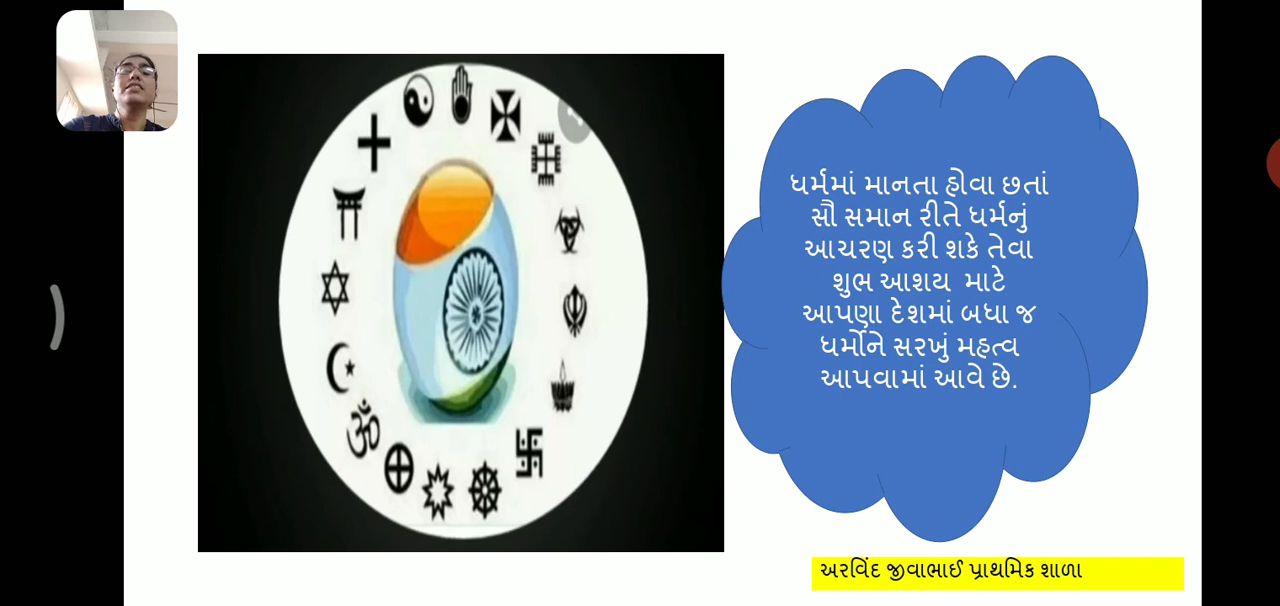 ધર્મમાં માનતા હોવા છતાં
સૌ સમાન રીતે ધર્મનું
આચરણ કરી શકે તેવા
શુભ આશય  માટે
આપણા દેશમાં બધા જ
ધર્મોને સરખું મહત્વ
આપવામાં આવે છે.
અરવિંદ જીવાભાઈ પ્રાથમિક શાળા